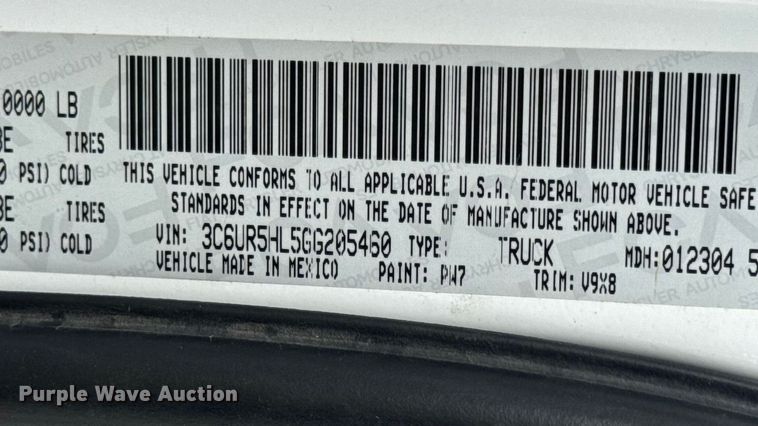 0000 LB
TIRES
PSI) COLD
TIRES
PSI) COLD
THIS VEHICLE CONFORMS TO ALL APPLICABLE U.S.A. FEDERAL MOTOR VEHICLE SAFE
STANDARDS IN EFFECT ON THE DATE OF MANUFACTURE SHOWN ABOVE.
VIN: 3C6UR5HL5GG205460 TYPE: TRUCK MDH:012304 5
VEHICLE MADE IN MEXICO PAINT: PW7 TRIM: V9X8
Purple Wave Auction